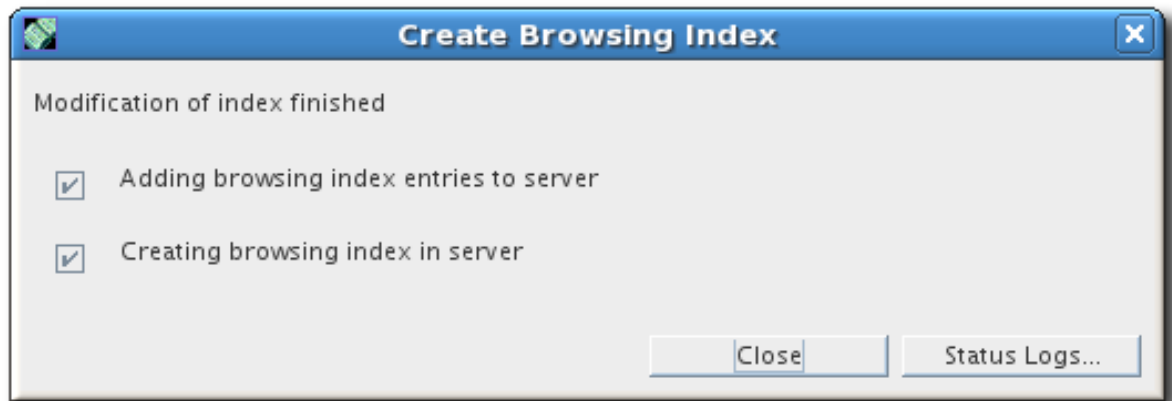 Create Browsing Index
Modification of index finished
Adding browsing index entries to server
Creating browsing index in server
Close
Status Logs...